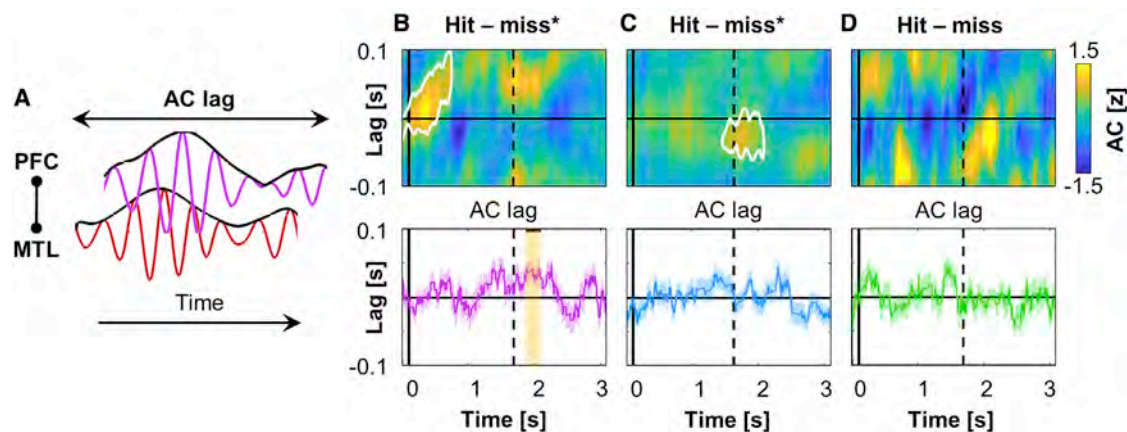 A
AC lag
PFC
MTL
Time
B Hit – miss*
C Hit – miss*
D Hit – miss
0.1
Lag [s]
-0.1
1.5
AC [z]
-1.5
AC lag
AC lag
AC lag
0.1
Lag [s]
-0.1
0 1 2 3
0 1 2 3
0 1 2 3
Time [s]
Time [s]
Time [s]